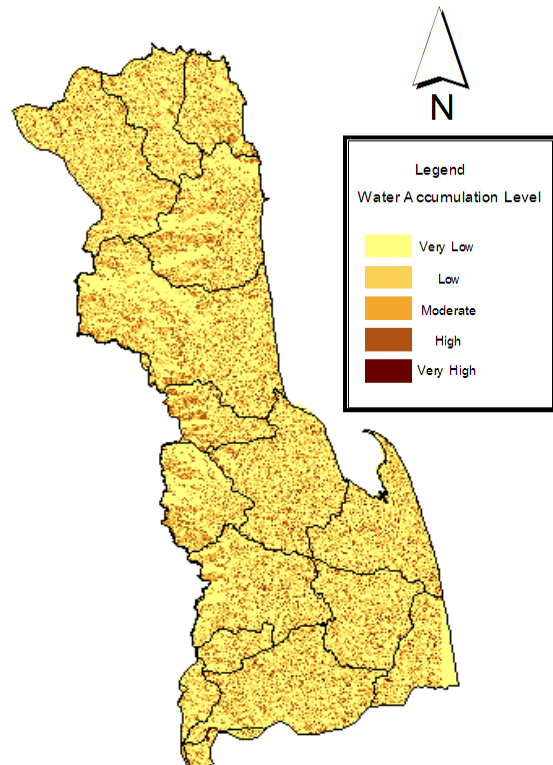 N
Legend
Water Accumulation Level
Very Low
Low
Moderate
High
Very High